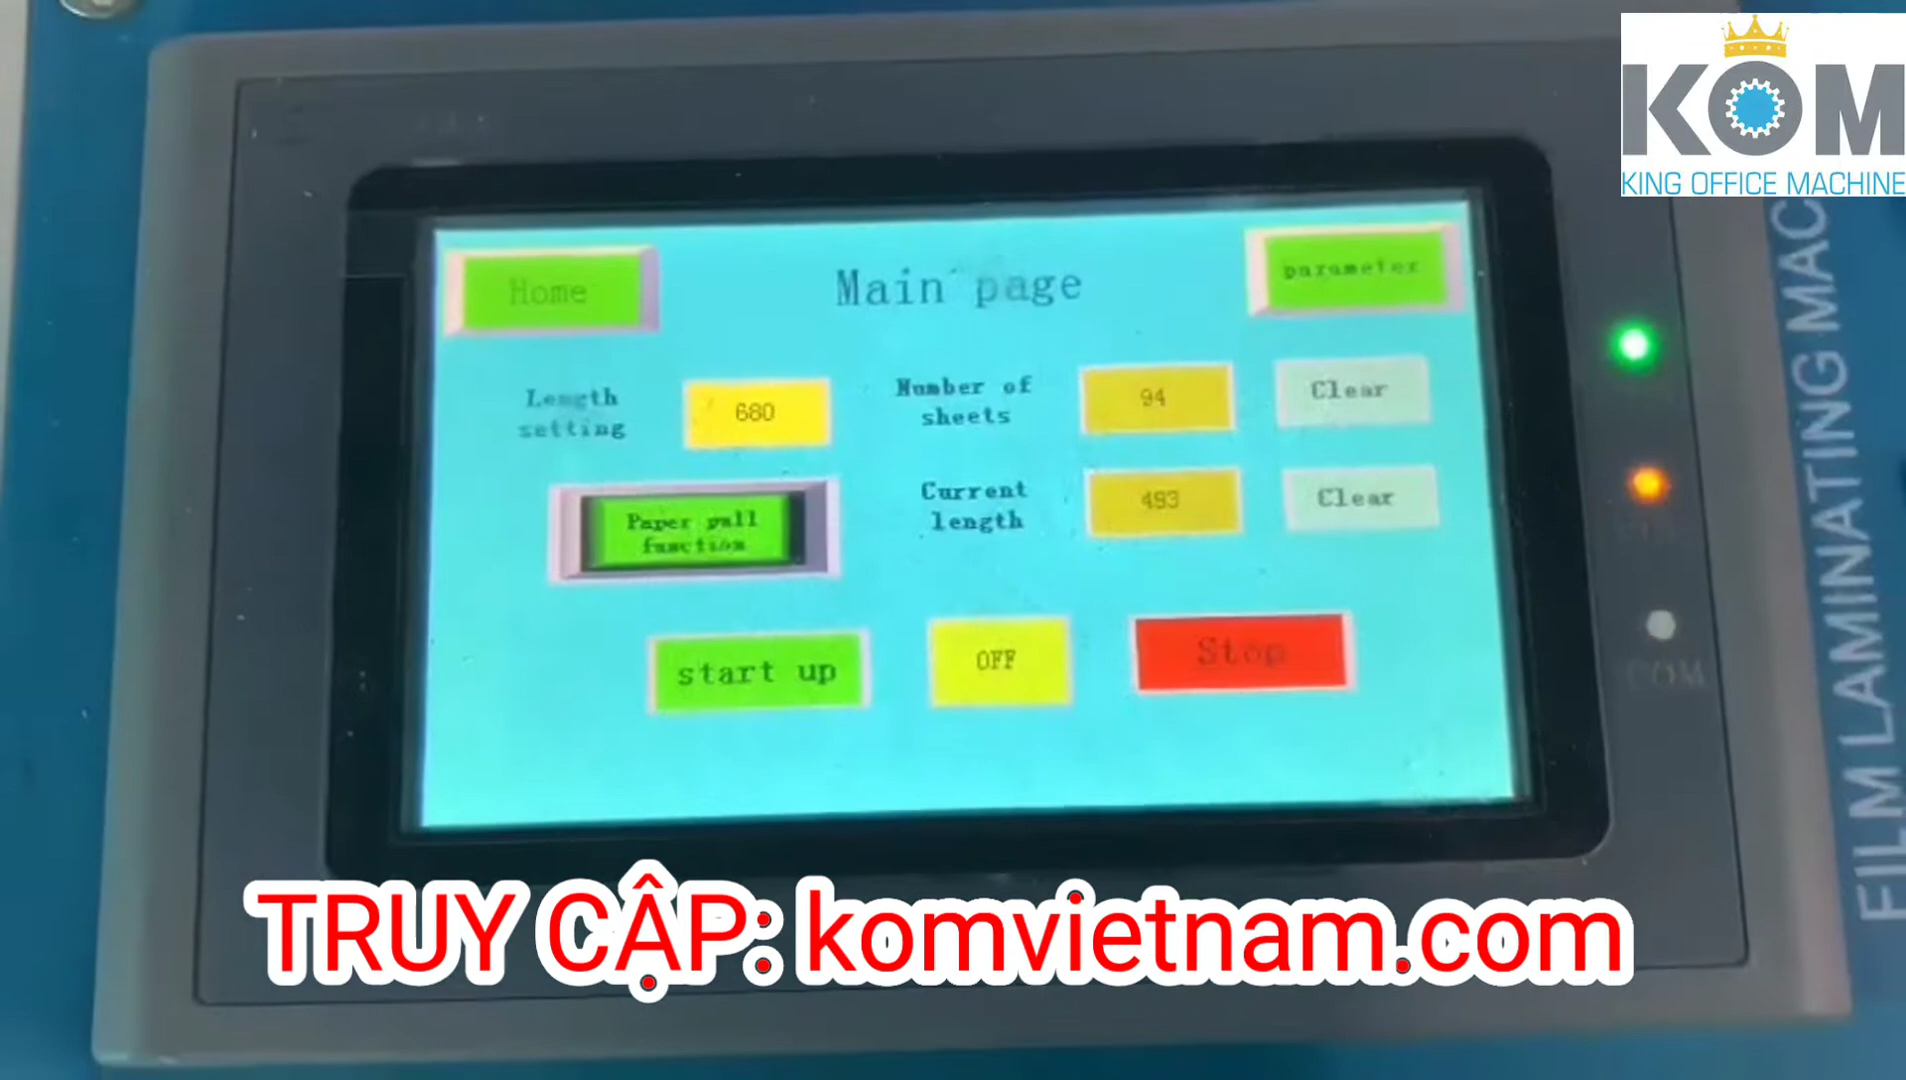 KOM
KING OFFICE MACHINE
Home
Main page
parameter
Length
setting
680
Number of
sheets
94
Clear
Paper pull
function
Current
length
493
Clear
start up
OFF
Stop
COM
FILM LAMINATING MAC
TRUY CẬP: komvietnam.com